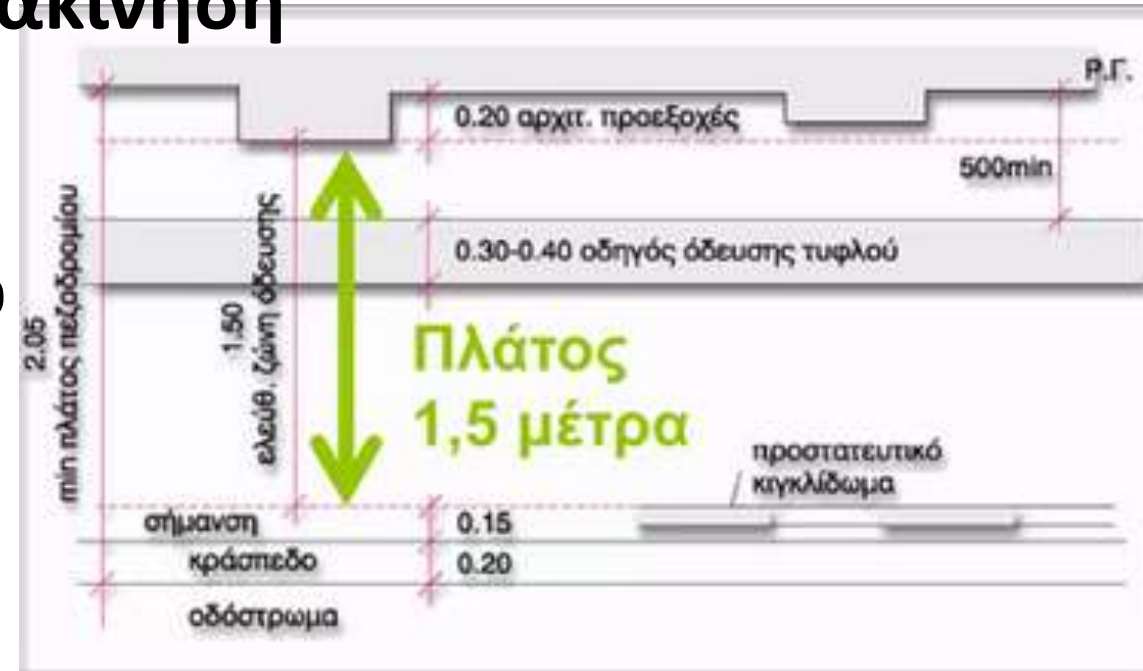 Ρ.Γ.
0.20 αρχιτ. προεξοχές
500min
0.30-0.40 οδηγός όδευσης τυφλού
2.05
min πλάτος πεζοδρομίου
1.50
ελεύθ. ζώνη όδευσης
Πλάτος
1,5 μέτρα
προστατευτικό
κιγκλίδωμα
σήμανση 0.15
κράσπεδο 0.20
οδόστρωμα